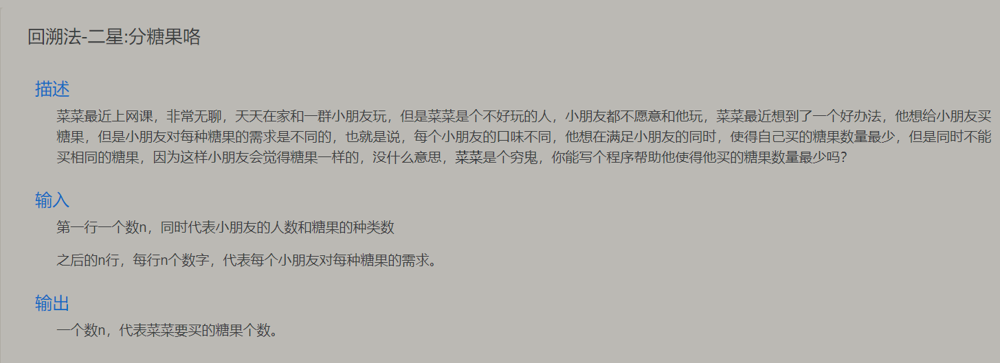 回溯法-二星:分糖果咯
描述
菜菜最近上网课，非常无聊，天天在家和一群小朋友玩，但是菜菜是个不好玩的人，小朋友都不愿意和他玩，菜菜最近想到了一个好办法，他想给小朋友买
糖果，但是小朋友对每种糖果的需求是不同的，也就是说，每个小朋友的口味不同，他想在满足小朋友的同时，使得自己买的糖果数量最少，但是同时不能
买相同的糖果，因为这样小朋友会觉得糖果一样的，没什么意思，菜菜是个穷鬼，你能写个程序帮助他使得他买的糖果数量最少吗？
输入
第一行一个数n，同时代表小朋友的人数和糖果的种类数
之后的n行，每行n个数字，代表每个小朋友对每种糖果的需求。
输出
一个数n，代表菜菜要买的糖果个数。